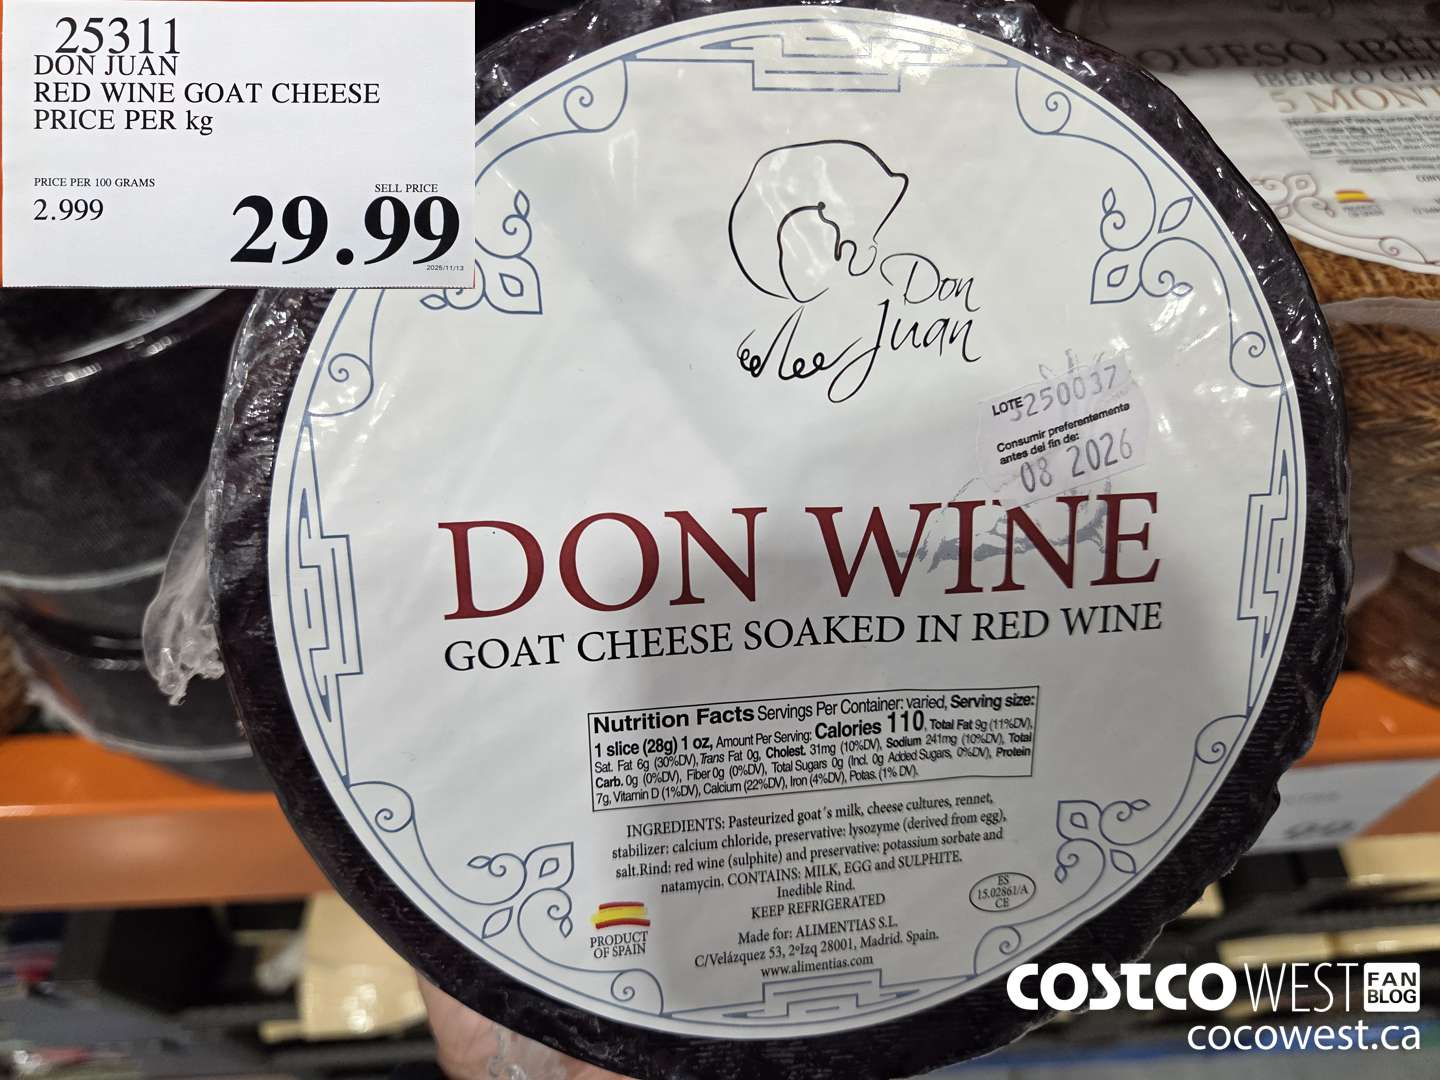 25311
DON JUAN
RED WINE GOAT CHEESE
PRICE PER kg
PRICE PER 100 GRAMS
2.999
SELL PRICE
29.99
QUESO
IBERICO
5 MON
Don
Juan
LOTE
Consumir preferentemente
antes del fin de:
08 2026
DON WINE
GOAT CHEESE SOAKED IN RED WINE
Nutrition Facts Servings Per Container: varied, Serving size:
1 slice (28g) 1 oz, Amount Per Serving: Calories 110, Total Fat 9g (11%DV),
Sat. Fat 6g (30%DV), Trans Fat 0g, Cholest. 31mg (10%DV), Sodium 241mg (10%DV), Total
Carb. 0g (0%DV), Fiber 0g (0%DV), Total Sugars 0g (Incl. 0g Added Sugars, 0%DV), Protein
7g, Vitamin D (1%DV), Calcium (22%DV), Iron (4%DV), Potas. (1% DV).
INGREDIENTS: Pasteurized goat´s milk, cheese cultures, rennet,
stabilizer: calcium chloride, preservative: lysozyme (derived from egg),
salt.Rind: red wine (sulphite) and preservative: potassium sorbate and
natamycin. CONTAINS: MILK, EGG and SULPHITE.
Inedible Rind.
KEEP REFRIGERATED
Made for: ALIMENTIAS S.L.
C/Velázquez 53, 2ºIzq 28001, Madrid. Spain.
www.alimentias.com
PRODUCT
OF SPAIN
ES
15.02861/A
CE
COSTCO WEST FAN BLOG
cocowest.ca